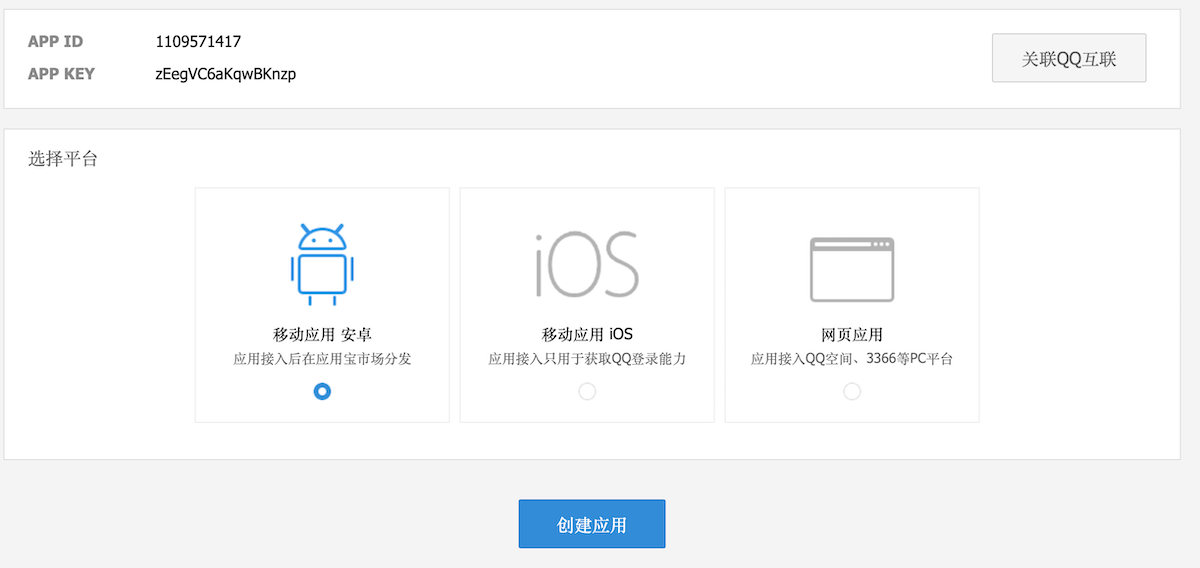 APP ID 1109571417
关联QQ互联
APP KEY zEegVC6aKqwBKnzp
选择平台
iOS
移动应用 安卓
应用接入后在应用宝市场分发
移动应用 iOS
应用接入只用于获取QQ登录能力
网页应用
应用接入QQ空间、3366等PC平台
创建应用